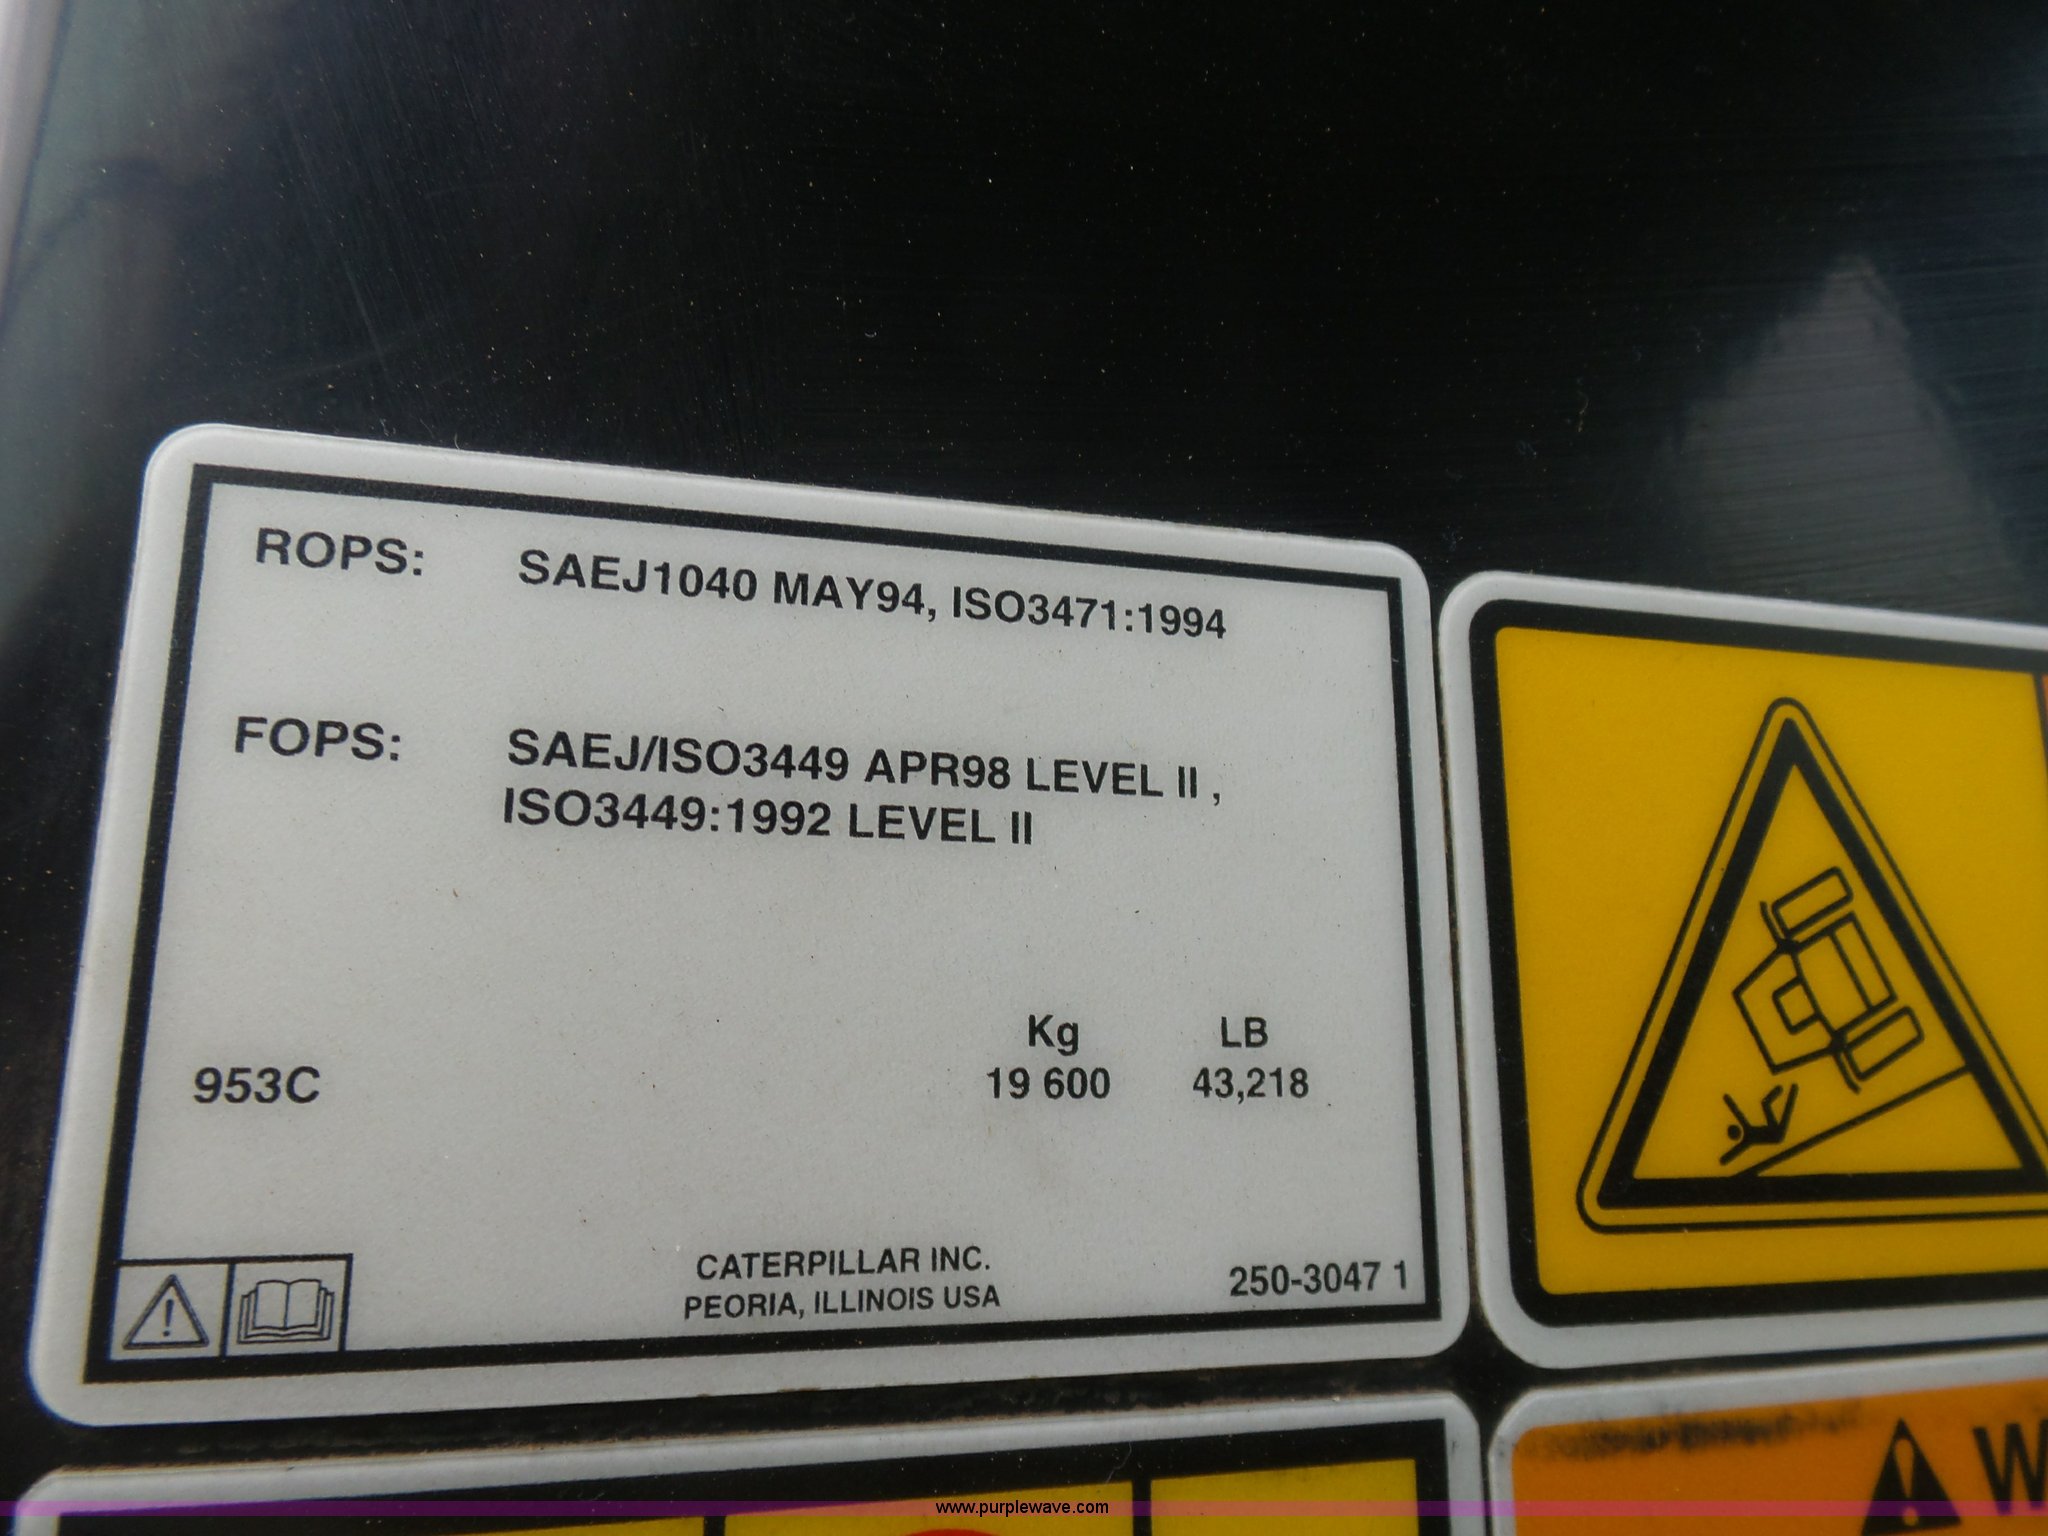 ROPS: SAEJ1040 MAY94, ISO3471:1994
FOPS: SAEJ/ISO3449 APR98 LEVEL II ,
ISO3449:1992 LEVEL II
Kg LB
953C 19 600 43,218
CATERPILLAR INC.
PEORIA, ILLINOIS USA
250-3047 1
www.purplewave.com